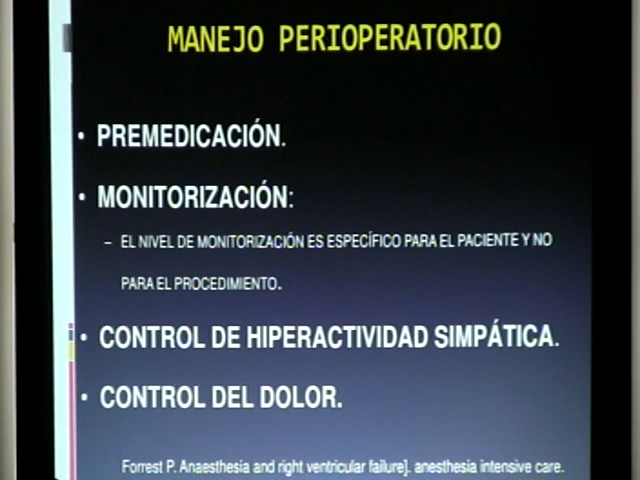 MANEJO PERIOPERATORIO
• PREMEDICACIÓN.
• MONITORIZACIÓN:
– EL NIVEL DE MONITORIZACIÓN ES ESPECÍFICO PARA EL PACIENTE Y NO
PARA EL PROCEDIMIENTO.
• CONTROL DE HIPERACTIVIDAD SIMPÁTICA.
• CONTROL DEL DOLOR.
Forrest P. Anaesthesia and right ventricular failure]. anesthesia intensive care.